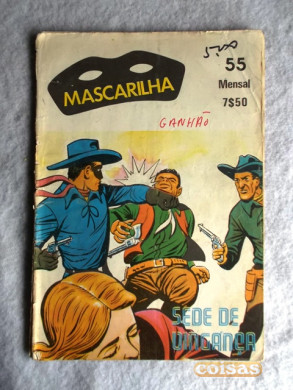 5,00
55
Mensal
7$50
MASCARILHA
GANHÃO
SEDE DE
VINGANÇA
coisas